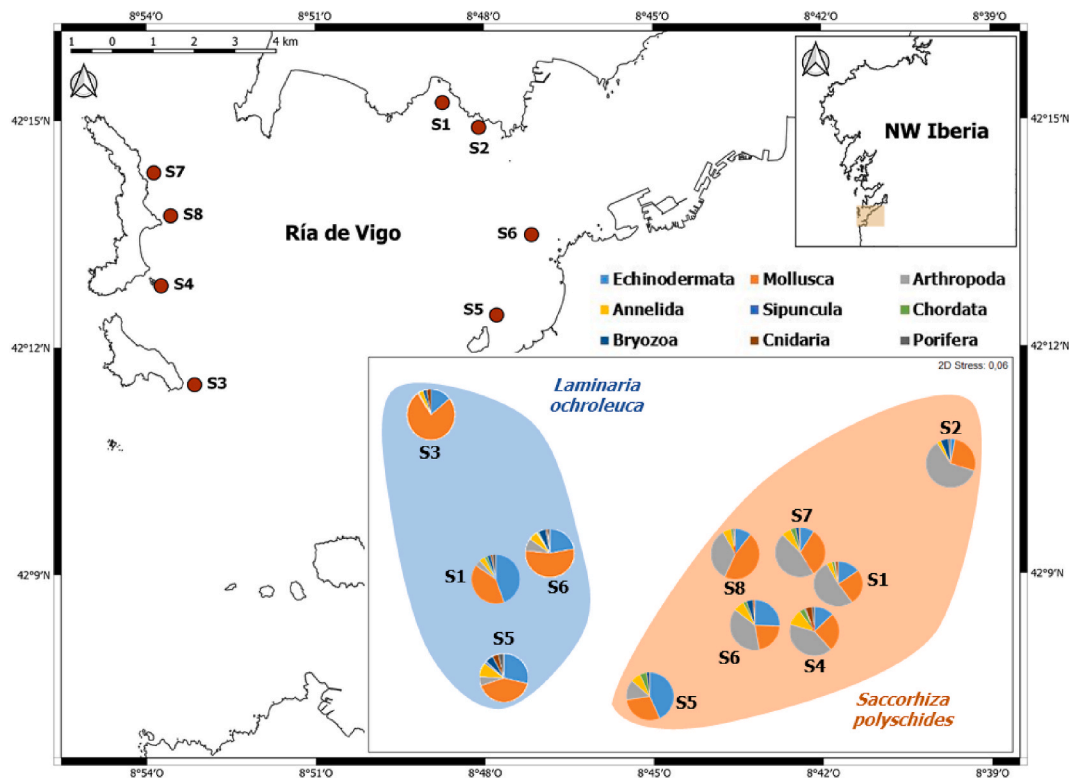 8°54'O 8°51'O 8°48'O 8°45'O 8°42'O 8°39'O
1 0 1 2 3 4 km
NW Iberia
42°15'N
42°15'N
S1
S2
S7
S8
Ría de Vigo
S6
S4
S5
Echinodermata Mollusca Arthropoda
Annelida Sipuncula Chordata
Bryozoa Cnidaria Porifera
42°12'N
42°12'N
S3
2D Stress: 0,06
Laminaria
ochroleuca
S2
S3
S7
S8
S1
S1
S6
42°9'N
42°9'N
S6
S4
S5
S5
Saccorhiza
polyschides
8°54'O 8°51'O 8°48'O 8°45'O 8°42'O 8°39'O